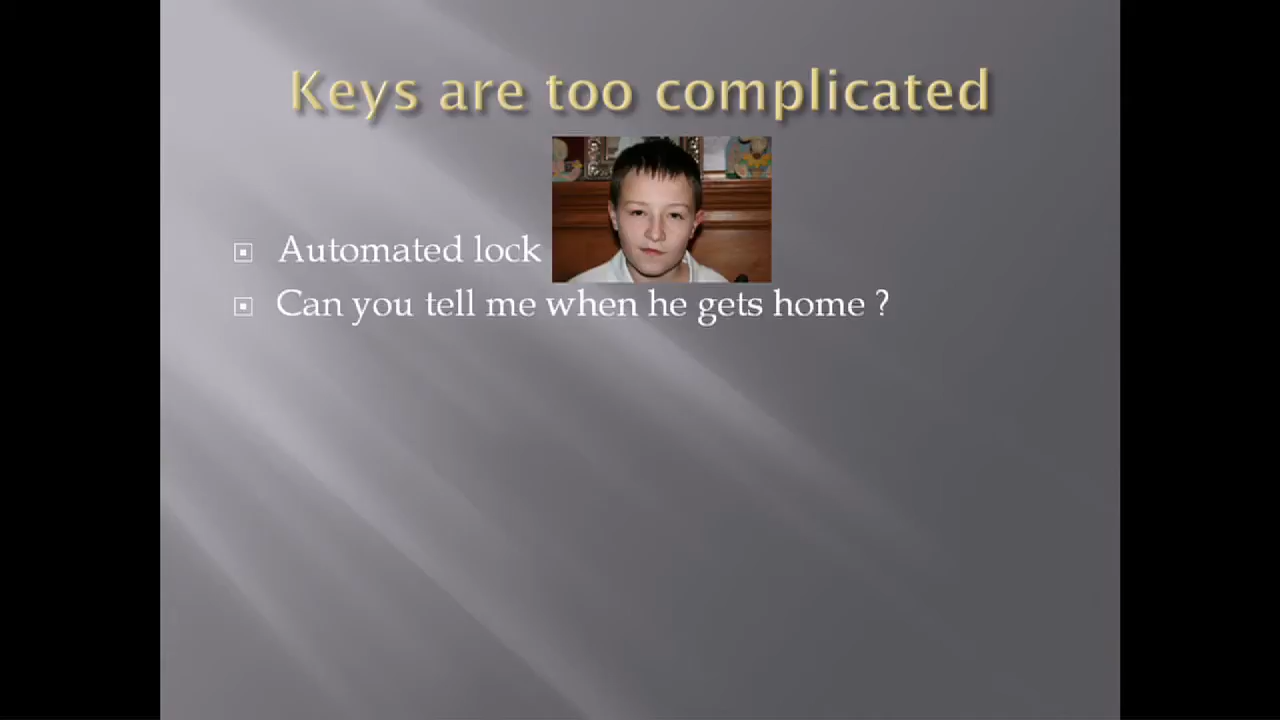 Keys are too complicated
Automated lock
Can you tell me when he gets home ?